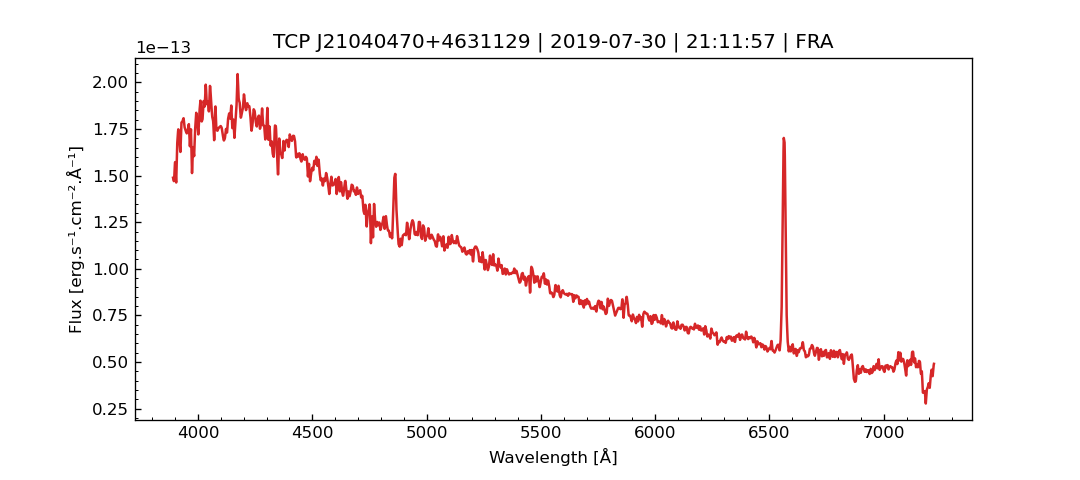 TCP J21040470+4631129 | 2019-07-30 | 21:11:57 | FRA
1e−13
2.00
1.75
1.50
1.25
1.00
0.75
0.50
0.25
Flux [erg.s⁻¹.cm⁻².Å⁻¹]
4000 4500 5000 5500 6000 6500 7000
Wavelength [Å]